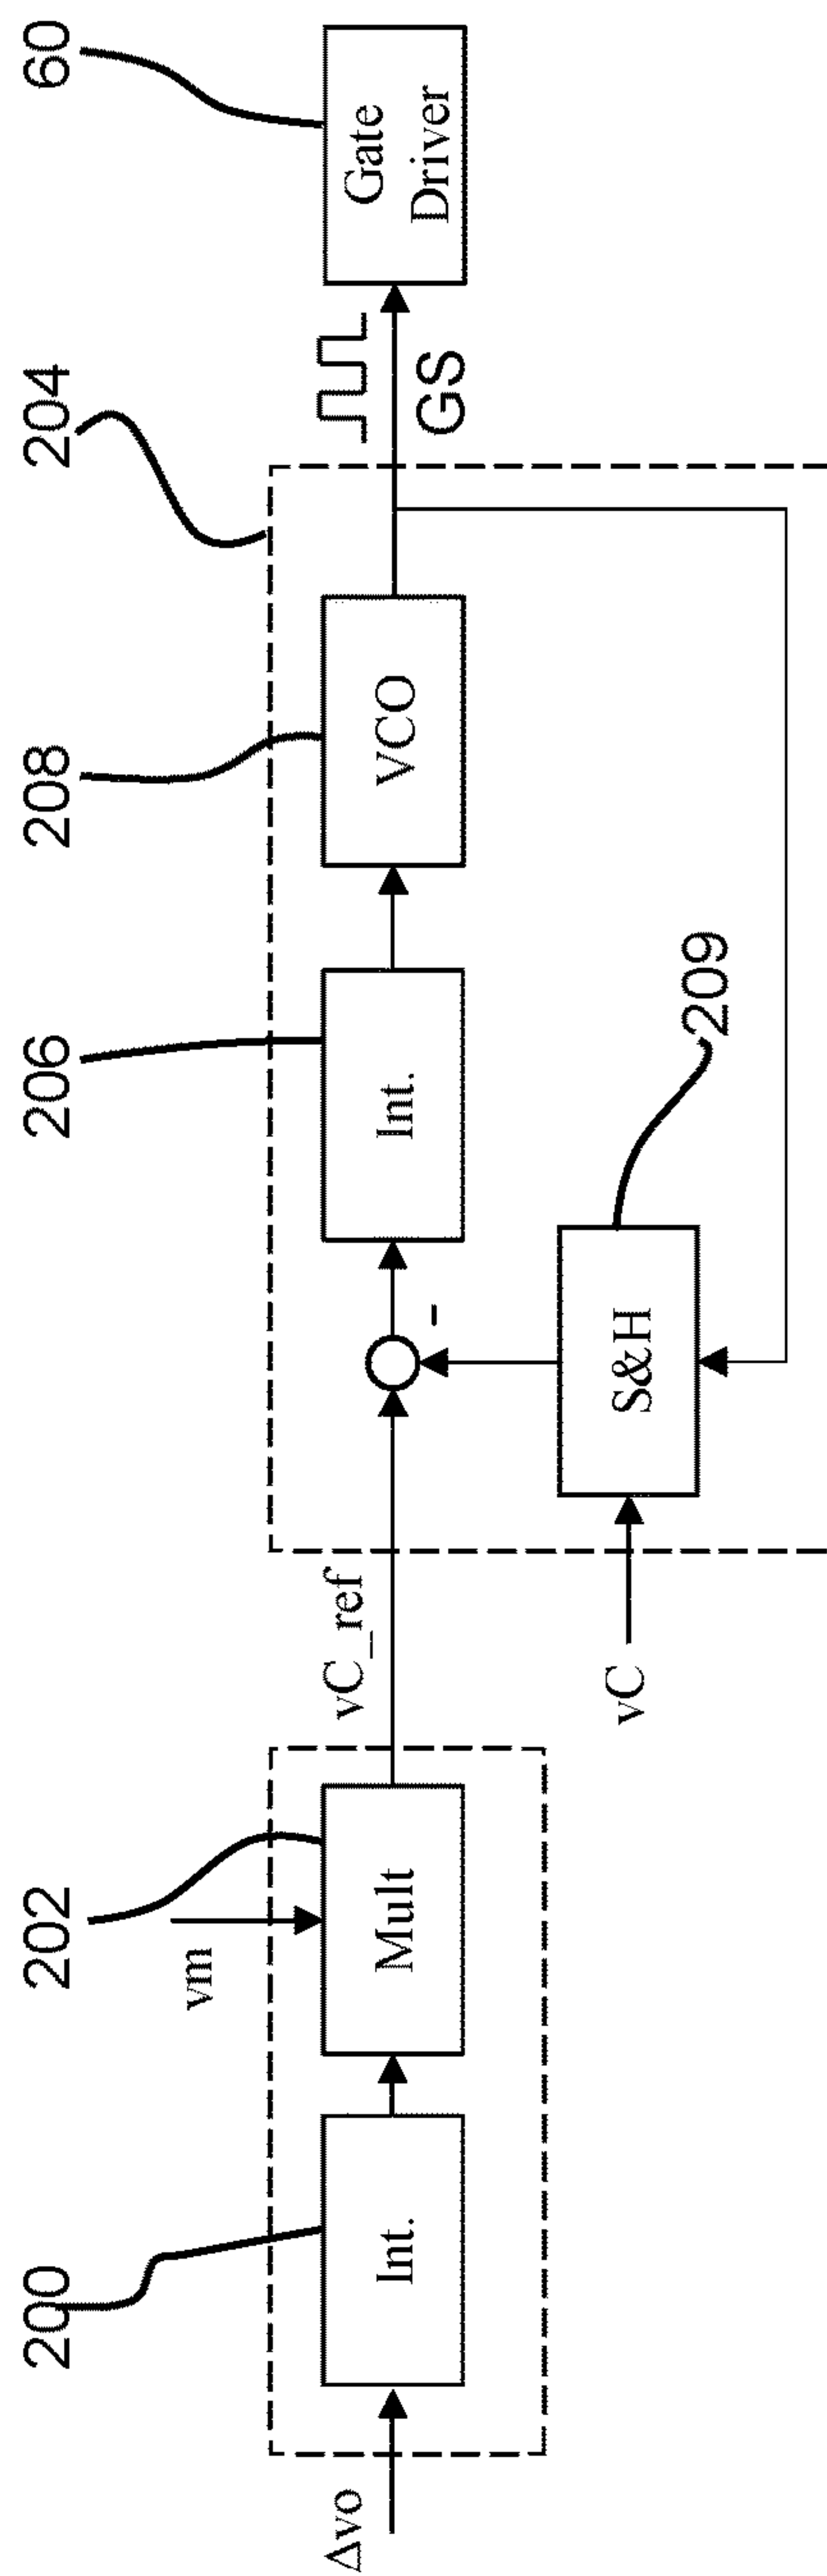 200
202
206
208
204
60
Δvo
Int.
vm
Mult
vC_ref
-
Int.
VCO
GS
Gate
Driver
vC
S&H
209